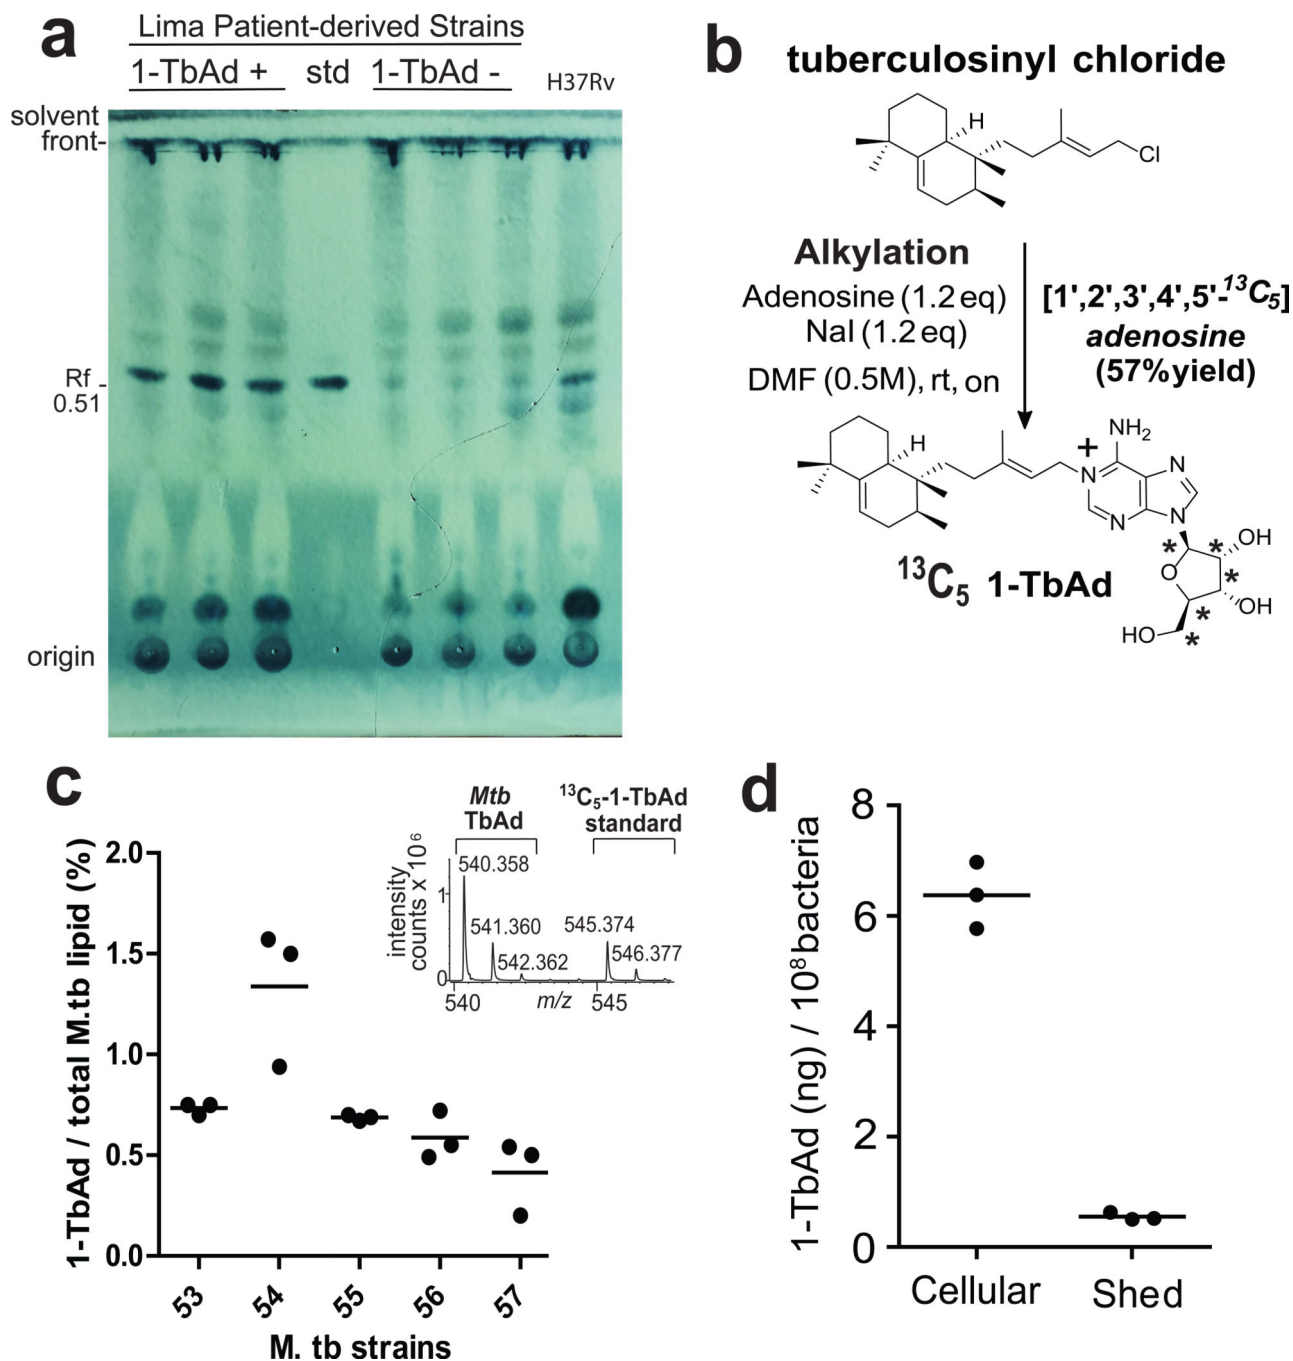 a
Lima Patient-derived Strains
1-TbAd + std 1-TbAd - H37Rv
solvent
front-
Rf -
0.51
origin
b
tuberculosinyl chloride
H
Cl
Alkylation
Adenosine (1.2 eq)
NaI (1.2 eq)
DMF (0.5M), rt, on
[1',2',3',4',5'-¹³C₅]
adenosine
(57%yield)
H
+
NH₂
N
N
N
N
* * OH
O *
* OH
HO *
¹³C₅ 1-TbAd
c
1-TbAd / total M.tb lipid (%)
2.0
1.5
1.0
0.5
0.0
53 54 55 56 57
M. tb strains
Mtb
TbAd
¹³C₅-1-TbAd
standard
intensity
counts x 10⁶
1
0
540.358
541.360
542.362
545.374
546.377
540 m/z 545
d
1-TbAd (ng) / 10⁸bacteria
8
6
4
2
0
Cellular Shed